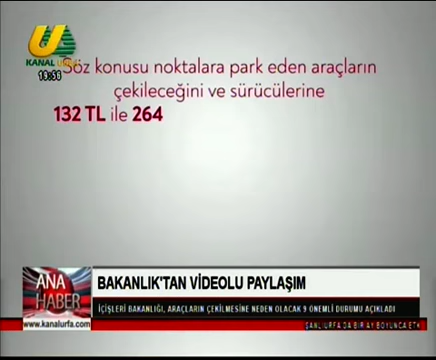 KANAL URFA
19:56
Söz konusu noktalara park eden araçların
çekileceğini ve sürücülerine
132 TL ile 264
ANA
HABER
BAKANLIK'TAN VİDEOLU PAYLAŞIM
İÇİŞLERİ BAKANLIĞI, ARAÇLARIN ÇEKİLMESİNE NEDEN OLACAK 9 ÖNEMLİ DURUMU AÇIKLADI
www.kanalurfa.com
ŞANLIURFA'DA BİR AY BOYUNCA ETK